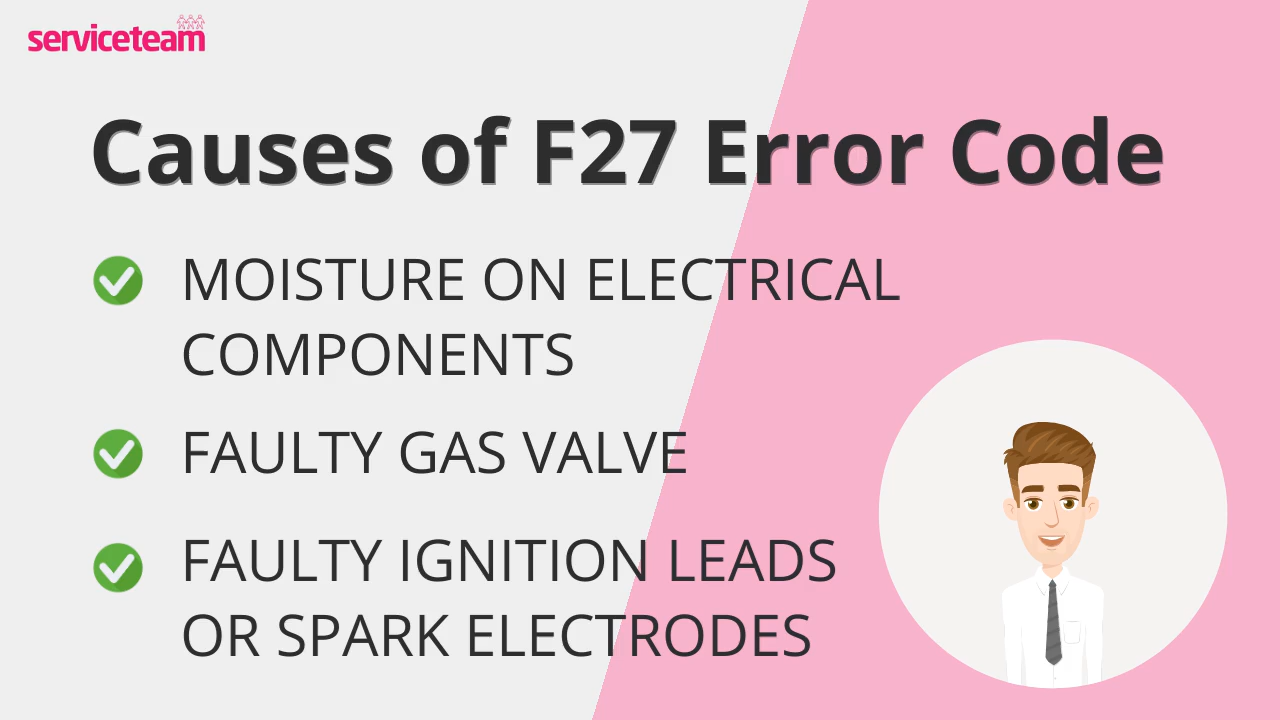 serviceteam
Causes of F27 Error Code
MOISTURE ON ELECTRICAL
COMPONENTS
FAULTY GAS VALVE
FAULTY IGNITION LEADS
OR SPARK ELECTRODES